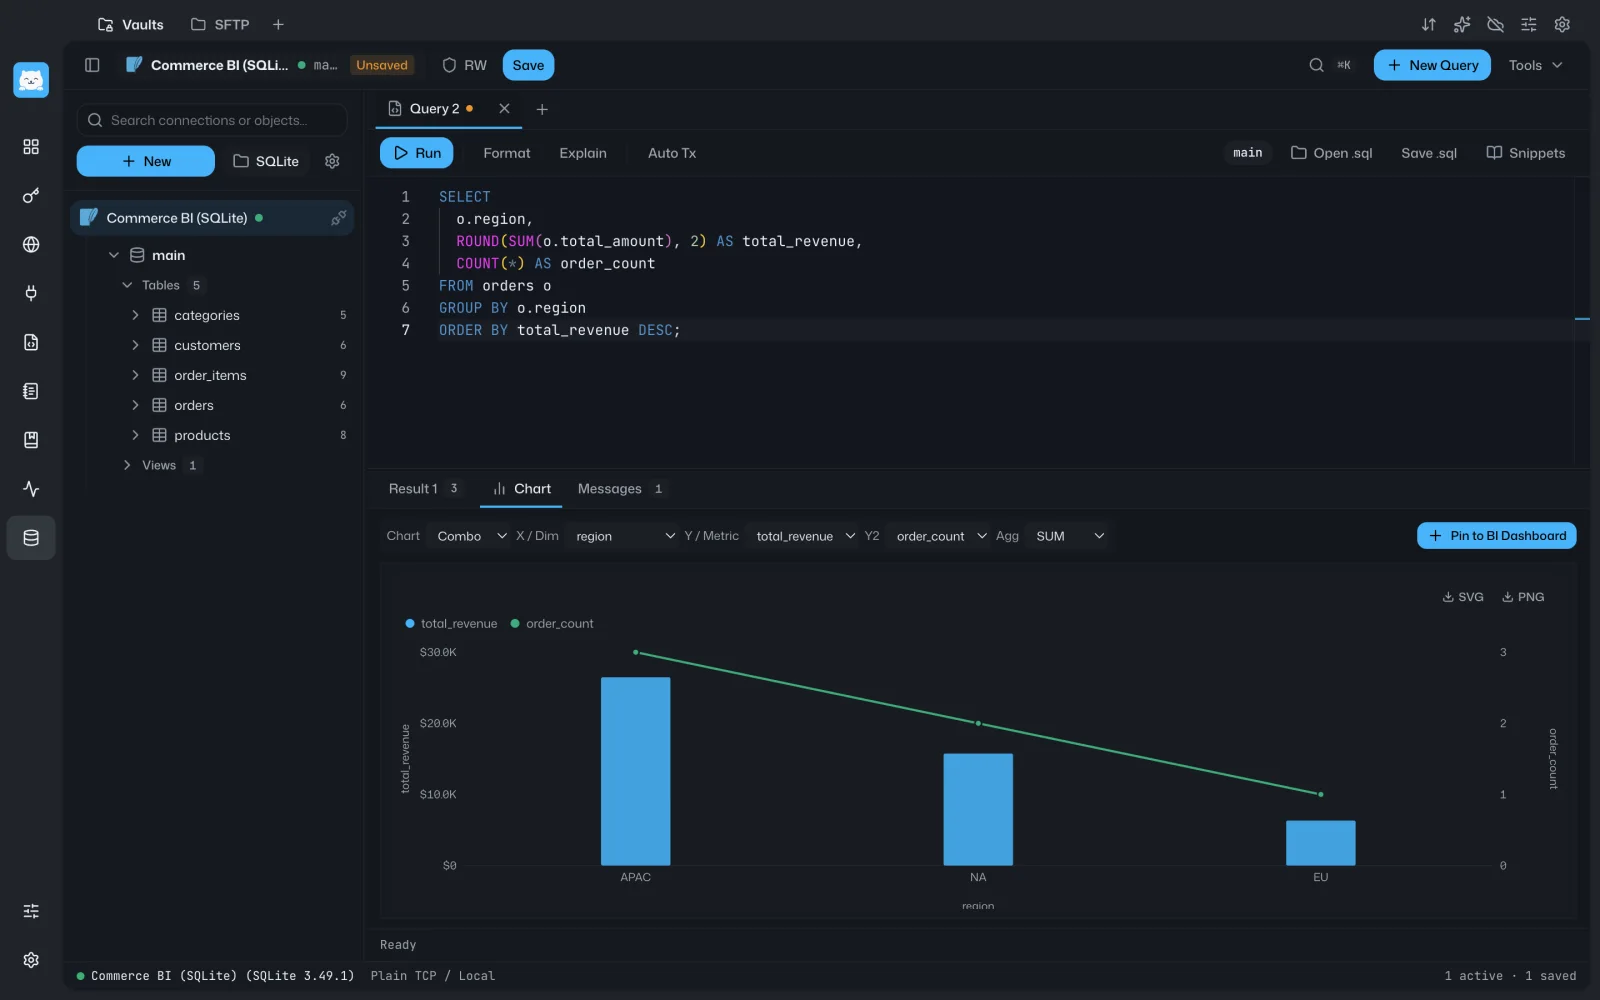 Vaults SFTP
Commerce BI (SQLi... ma... Unsaved RW Save ⌘K + New Query Tools
Search connections or objects...
+ New SQLite
Commerce BI (SQLite)
main
Tables 5
categories 5
customers 6
order_items 9
orders 6
products 8
Views 1
Query 2
Run Format Explain Auto Tx main Open .sql Save .sql Snippets
1 SELECT
2 o.region,
3 ROUND(SUM(o.total_amount), 2) AS total_revenue,
4 COUNT(*) AS order_count
5 FROM orders o
6 GROUP BY o.region
7 ORDER BY total_revenue DESC;
Result 1 3 Chart Messages 1
Chart Combo X / Dim region Y / Metric total_revenue Y2 order_count Agg SUM + Pin to BI Dashboard
SVG PNG
total_revenue order_count
$30.0K 3
$20.0K 2
$10.0K 1
$0 0
total_revenue
order_count
APAC NA EU
region
Ready
Commerce BI (SQLite) (SQLite 3.49.1) Plain TCP / Local 1 active · 1 saved